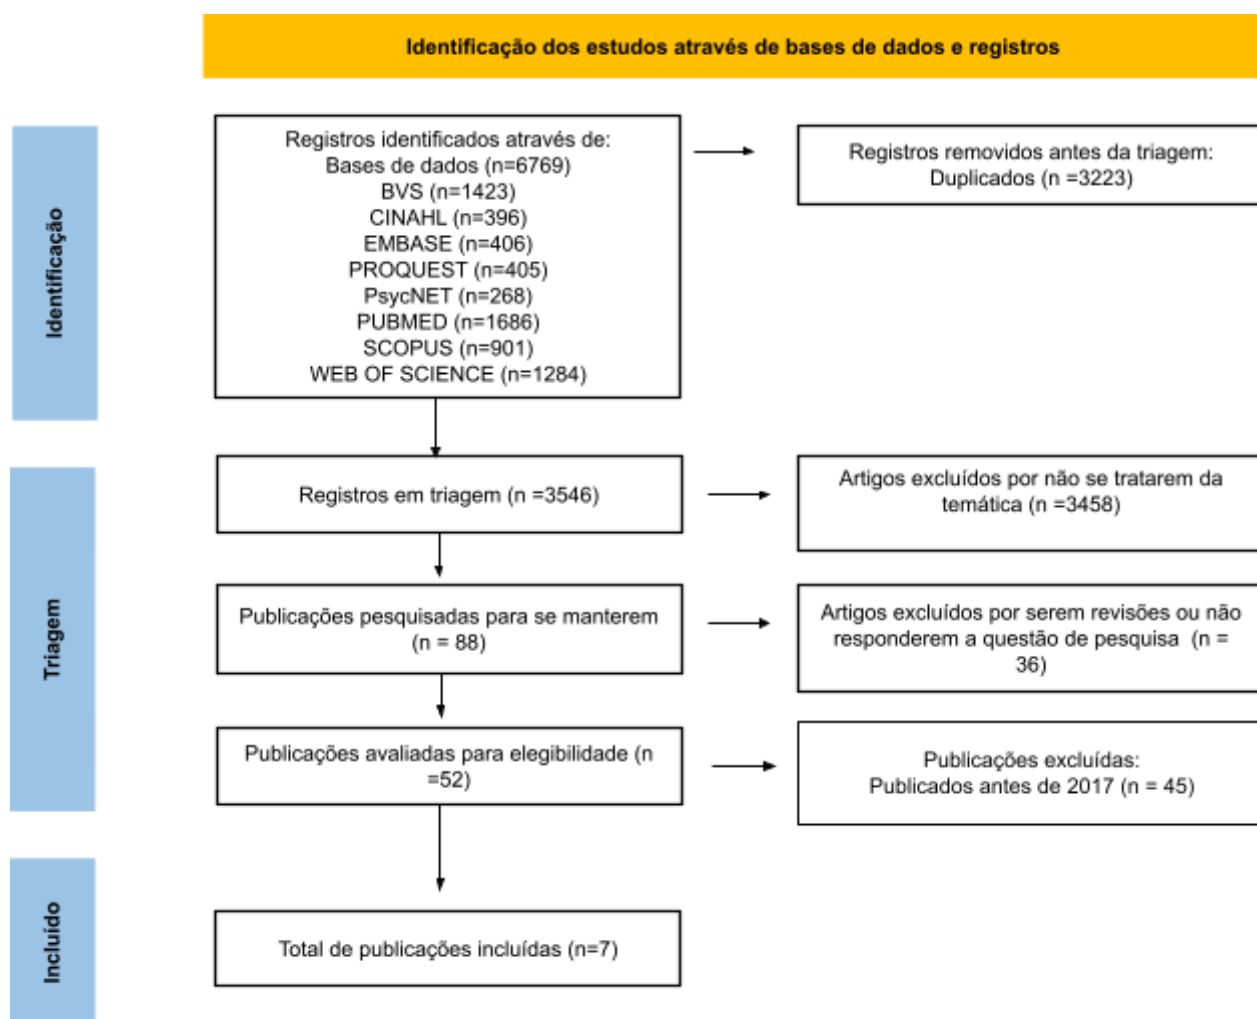 Identificação dos estudos através de bases de dados e registros
Identificação
Registros identificados através de:
Bases de dados (n=6769)
BVS (n=1423)
CINAHL (n=396)
EMBASE (n=406)
PROQUEST (n=405)
PsycNET (n=268)
PUBMED (n=1686)
SCOPUS (n=901)
WEB OF SCIENCE (n=1284)
Registros removidos antes da triagem:
Duplicados (n =3223)
Triagem
Registros em triagem (n =3546)
Artigos excluídos por não se tratarem da
temática (n =3458)
Publicações pesquisadas para se manterem
(n = 88)
Artigos excluídos por serem revisões ou não
responderem a questão de pesquisa (n =
36)
Publicações avaliadas para elegibilidade (n
=52)
Publicações excluídas:
Publicados antes de 2017 (n = 45)
Incluído
Total de publicações incluídas (n=7)